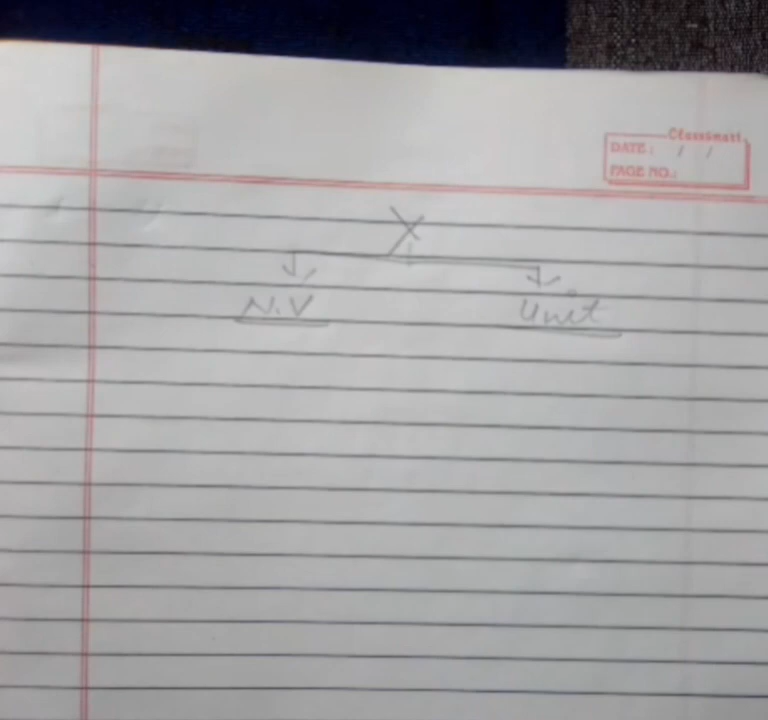 Classmate
DATE: / /
PAGE NO.:
X
N.V Unit